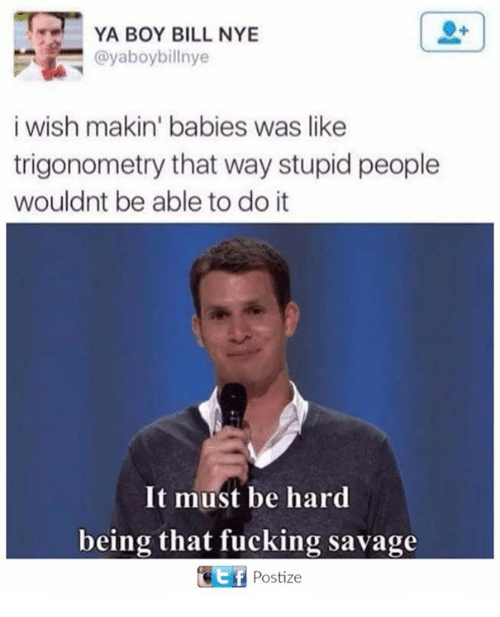 YA BOY BILL NYE
@yaboybillnye
i wish makin' babies was like
trigonometry that way stupid people
wouldnt be able to do it
It must be hard
being that fucking savage
t f Postize